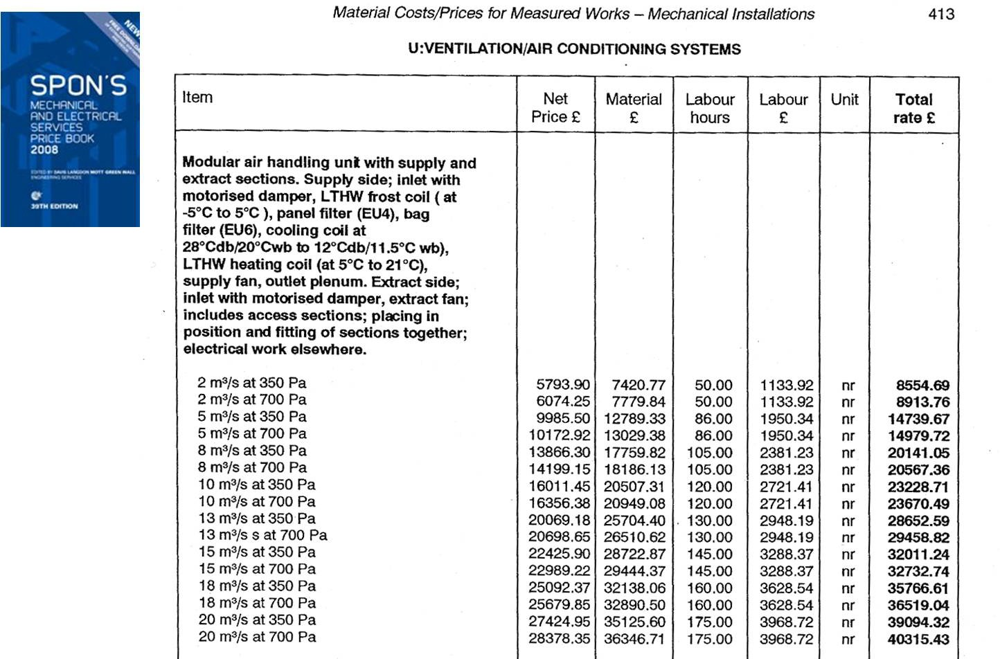 Material Costs/Prices for Measured Works – Mechanical Installations 413
NEW
SPON'S
MECHANICAL
AND ELECTRICAL
SERVICES
PRICE BOOK
2008
EDITED BY DAVIS LANGDON MOTT GREEN WALL
ENGINEERING SERVICES
39TH EDITION
U:VENTILATION/AIR CONDITIONING SYSTEMS
Item Net Price £ Material £ Labour hours Labour £ Unit Total rate £
Modular air handling unit with supply and
extract sections. Supply side; inlet with
motorised damper, LTHW frost coil ( at
-5°C to 5°C ), panel filter (EU4), bag
filter (EU6), cooling coil at
28°Cdb/20°Cwb to 12°Cdb/11.5°C wb),
LTHW heating coil (at 5°C to 21°C),
supply fan, outlet plenum. Extract side;
inlet with motorised damper, extract fan;
includes access sections; placing in
position and fitting of sections together;
electrical work elsewhere.
2 m³/s at 350 Pa 5793.90 7420.77 50.00 1133.92 nr 8554.69
2 m³/s at 700 Pa 6074.25 7779.84 50.00 1133.92 nr 8913.76
5 m³/s at 350 Pa 9985.50 12789.33 86.00 1950.34 nr 14739.67
5 m³/s at 700 Pa 10172.92 13029.38 86.00 1950.34 nr 14979.72
8 m³/s at 350 Pa 13866.30 17759.82 105.00 2381.23 nr 20141.05
8 m³/s at 700 Pa 14199.15 18186.13 105.00 2381.23 nr 20567.36
10 m³/s at 350 Pa 16011.45 20507.31 120.00 2721.41 nr 23228.71
10 m³/s at 700 Pa 16356.38 20949.08 120.00 2721.41 nr 23670.49
13 m³/s at 350 Pa 20069.18 25704.40 130.00 2948.19 nr 28652.59
13 m³/s s at 700 Pa 20698.65 26510.62 130.00 2948.19 nr 29458.82
15 m³/s at 350 Pa 22425.90 28722.87 145.00 3288.37 nr 32011.24
15 m³/s at 700 Pa 22989.22 29444.37 145.00 3288.37 nr 32732.74
18 m³/s at 350 Pa 25092.37 32138.06 160.00 3628.54 nr 35766.61
18 m³/s at 700 Pa 25679.85 32890.50 160.00 3628.54 nr 36519.04
20 m³/s at 350 Pa 27424.95 35125.60 175.00 3968.72 nr 39094.32
20 m³/s at 700 Pa 28378.35 36346.71 175.00 3968.72 nr 40315.43